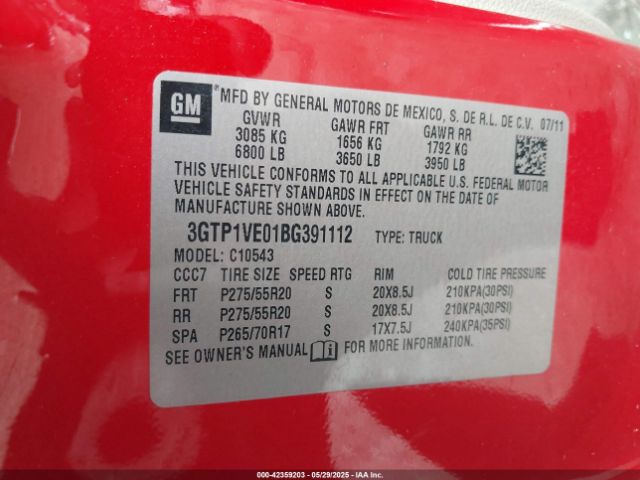 GM
MFD BY GENERAL MOTORS DE MEXICO, S. DE R.L. DE C.V. 07/11
GVWR GAWR FRT GAWR RR
3085 KG 1656 KG 1792 KG
6800 LB 3650 LB 3950 LB
THIS VEHICLE CONFORMS TO ALL APPLICABLE U.S. FEDERAL MOTOR
VEHICLE SAFETY STANDARDS IN EFFECT ON THE DATE OF
MANUFACTURE SHOWN ABOVE.
3GTP1VE01BG391112 TYPE: TRUCK
MODEL: C10543
CCC7 TIRE SIZE SPEED RTG RIM COLD TIRE PRESSURE
FRT P275/55R20 S 20X8.5J 210KPA(30PSI)
RR P275/55R20 S 20X8.5J 210KPA(30PSI)
SPA P265/70R17 S 17X7.5J 240KPA(35PSI)
SEE OWNER'S MANUAL FOR MORE INFORMATION.
000-42359203 - 05/29/2025 - IAA Inc.